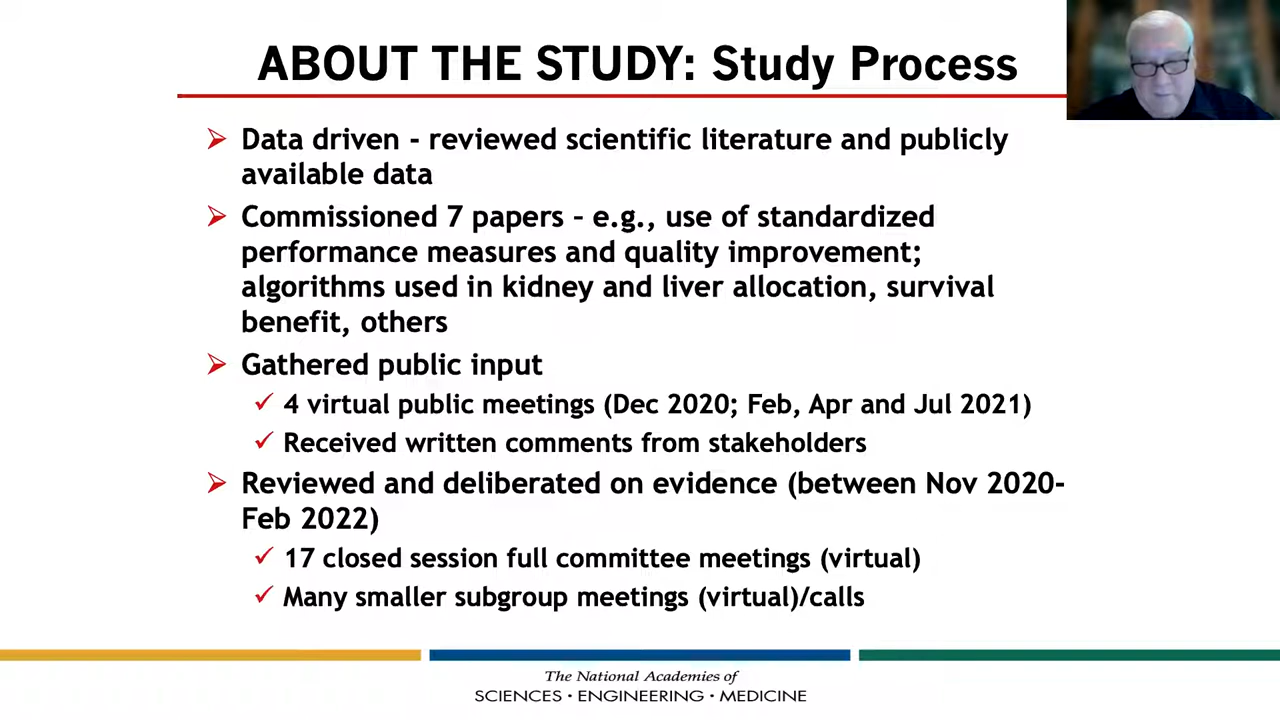 ABOUT THE STUDY: Study Process
➢ Data driven - reviewed scientific literature and publicly
available data
➢ Commissioned 7 papers – e.g., use of standardized
performance measures and quality improvement;
algorithms used in kidney and liver allocation, survival
benefit, others
➢ Gathered public input
✓ 4 virtual public meetings (Dec 2020; Feb, Apr and Jul 2021)
✓ Received written comments from stakeholders
➢ Reviewed and deliberated on evidence (between Nov 2020-
Feb 2022)
✓ 17 closed session full committee meetings (virtual)
✓ Many smaller subgroup meetings (virtual)/calls
The National Academies of
SCIENCES · ENGINEERING · MEDICINE